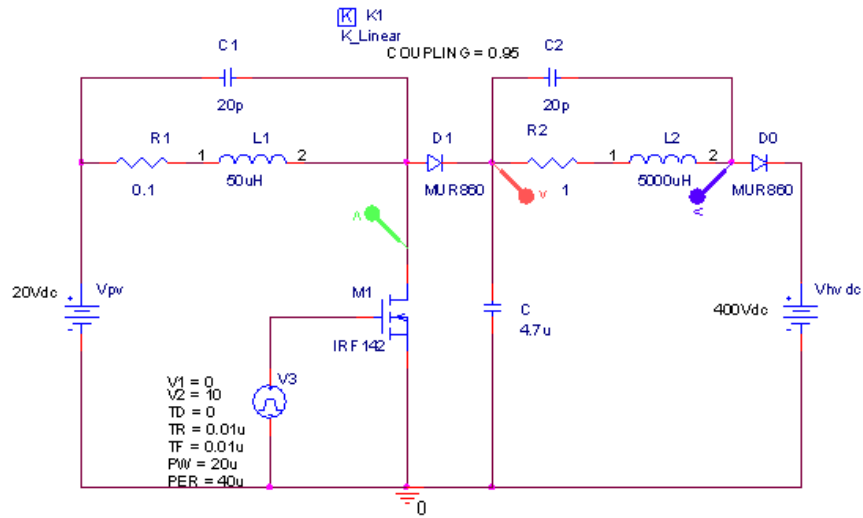 K K1
K_Linear
COUPLING = 0.95
C1
20p
C2
20p
R1
0.1
1 L1 2
50uH
D1
MUR860
R2
1
1 L2 2
5000uH
D0
MUR860
A
V
A
20Vdc
+
-
Vpv
M1
IRF142
C
4.7u
Vhvdc
400Vdc
+
-
V3
V1 = 0
V2 = 10
TD = 0
TR = 0.01u
TF = 0.01u
PW = 20u
PER = 40u
0